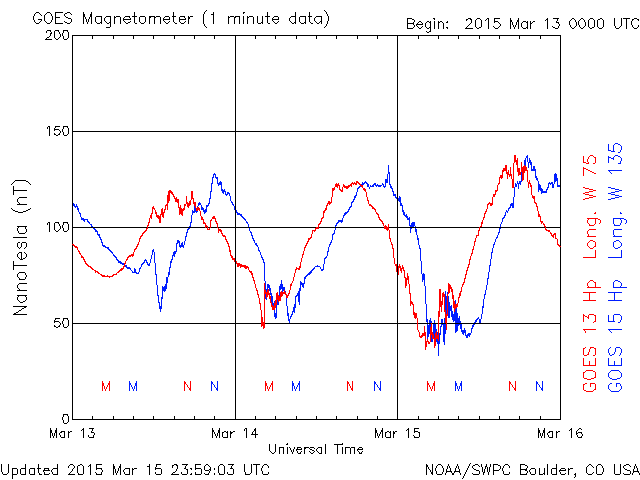 GOES Magnetometer (1 minute data)
Begin: 2015 Mar 13 0000 UTC
200
150
100
50
0
NanoTesla (nT)
M M N N M M N N M M N N
Mar 13 Mar 14 Mar 15 Mar 16
Universal Time
GOES 13 Hp Long. W 75
GOES 15 Hp Long. W 135
Updated 2015 Mar 15 23:59:03 UTC
NOAA/SWPC Boulder, CO USA